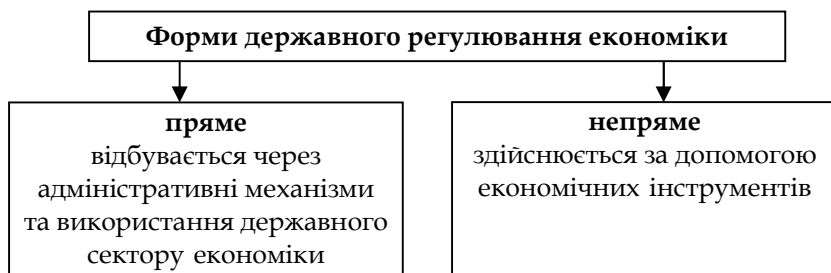 Форми державного регулювання економіки
пряме
відбувається через
адміністративні механізми
та використання державного
сектору економіки
непряме
здійснюється за допомогою
економічних інструментів